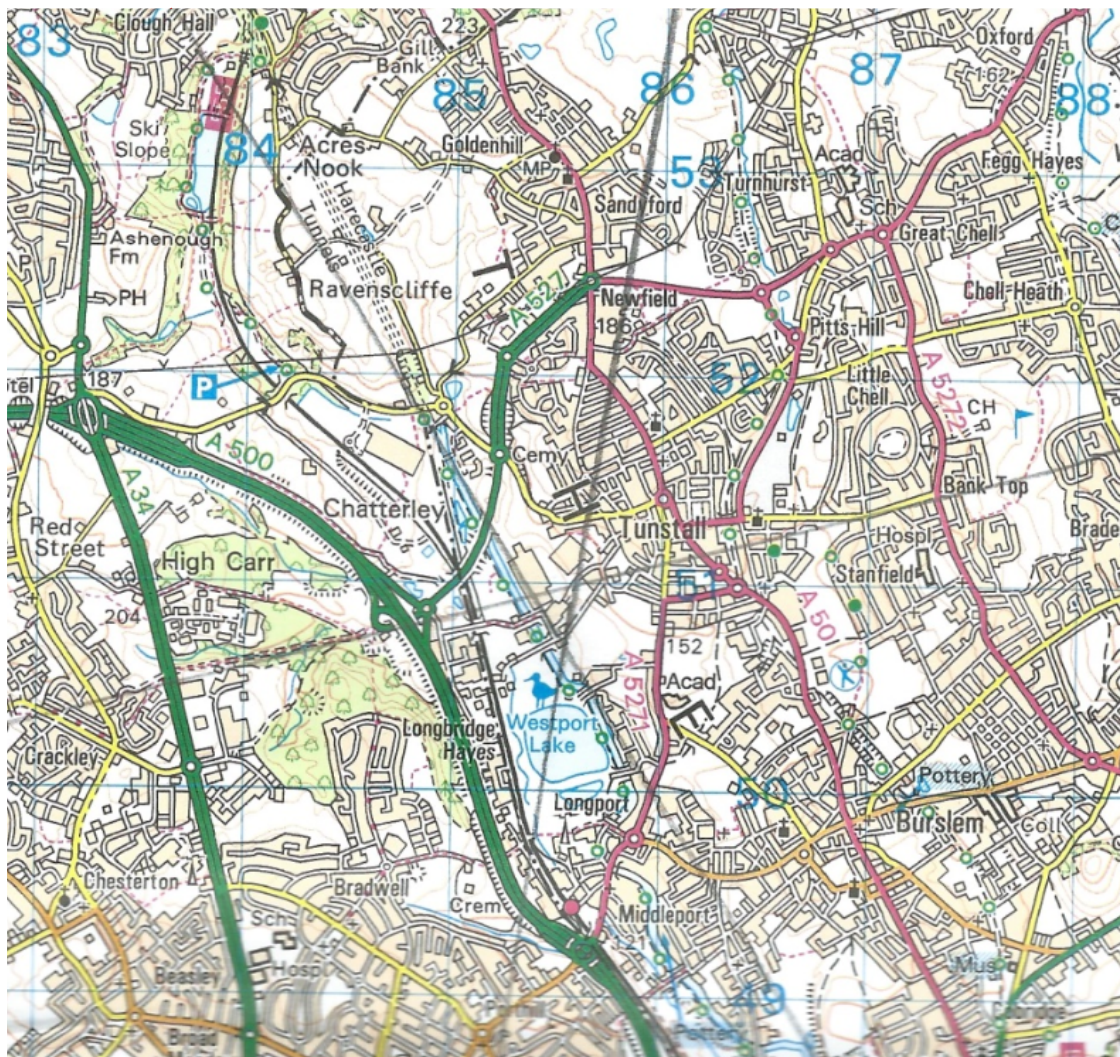 83
Clough Hall
Gill
Bank
223
85
86
87
Oxford
162
88
Ski
Slope
84
Acres
Nook
Goldenhill
MP
53
Turnhurst
Acad
Sch
Fegg Hayes
Harecastle
Tunnels
Sandyford
Great Chell
Ashenough
Fm
PH
Ravenscliffe
A 527
Newfield
186
Chell Heath
Pitts Hill
187
P
52
Little
Chell
A 5272
CH
A 500
Cemy
A 34
Chatterley
Bank Top
Red
Street
Tunstall
High Carr
Hospl
Stanfield
51
204
A 50
152
A 5271
Acad
Longbridge
Hayes
Westport
Lake
Crackley
50
Pottery
Longport
Burslem
Coll
Chesterton
Bradwell
Crem
Middleport
121
Sch
Hospl
Beasley
Mus
49
Broad